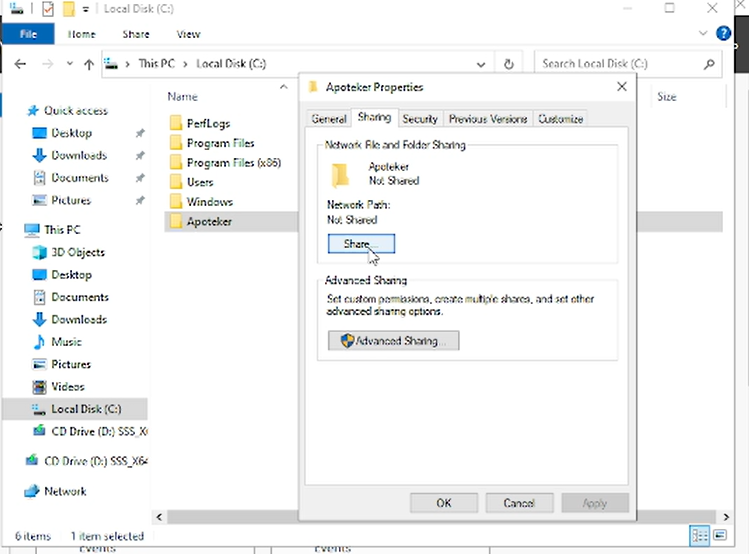 Local Disk (C:)
File Home Share View
This PC > Local Disk (C:)
Search Local Disk (C:)
Name
Size
Quick access
Desktop
Downloads
Documents
Pictures
This PC
3D Objects
Desktop
Documents
Downloads
Music
Pictures
Videos
Local Disk (C:)
CD Drive (D:) SSS_X
CD Drive (D:) SSS_X64
Network
PerfLogs
Program Files
Program Files (x86)
Users
Windows
Apoteker
Apoteker Properties
General Sharing Security Previous Versions Customize
Network File and Folder Sharing
Apoteker
Not Shared
Network Path:
Not Shared
Share...
Advanced Sharing
Set custom permissions, create multiple shares, and set other
advanced sharing options.
Advanced Sharing...
OK Cancel Apply
6 items 1 item selected
Events Events